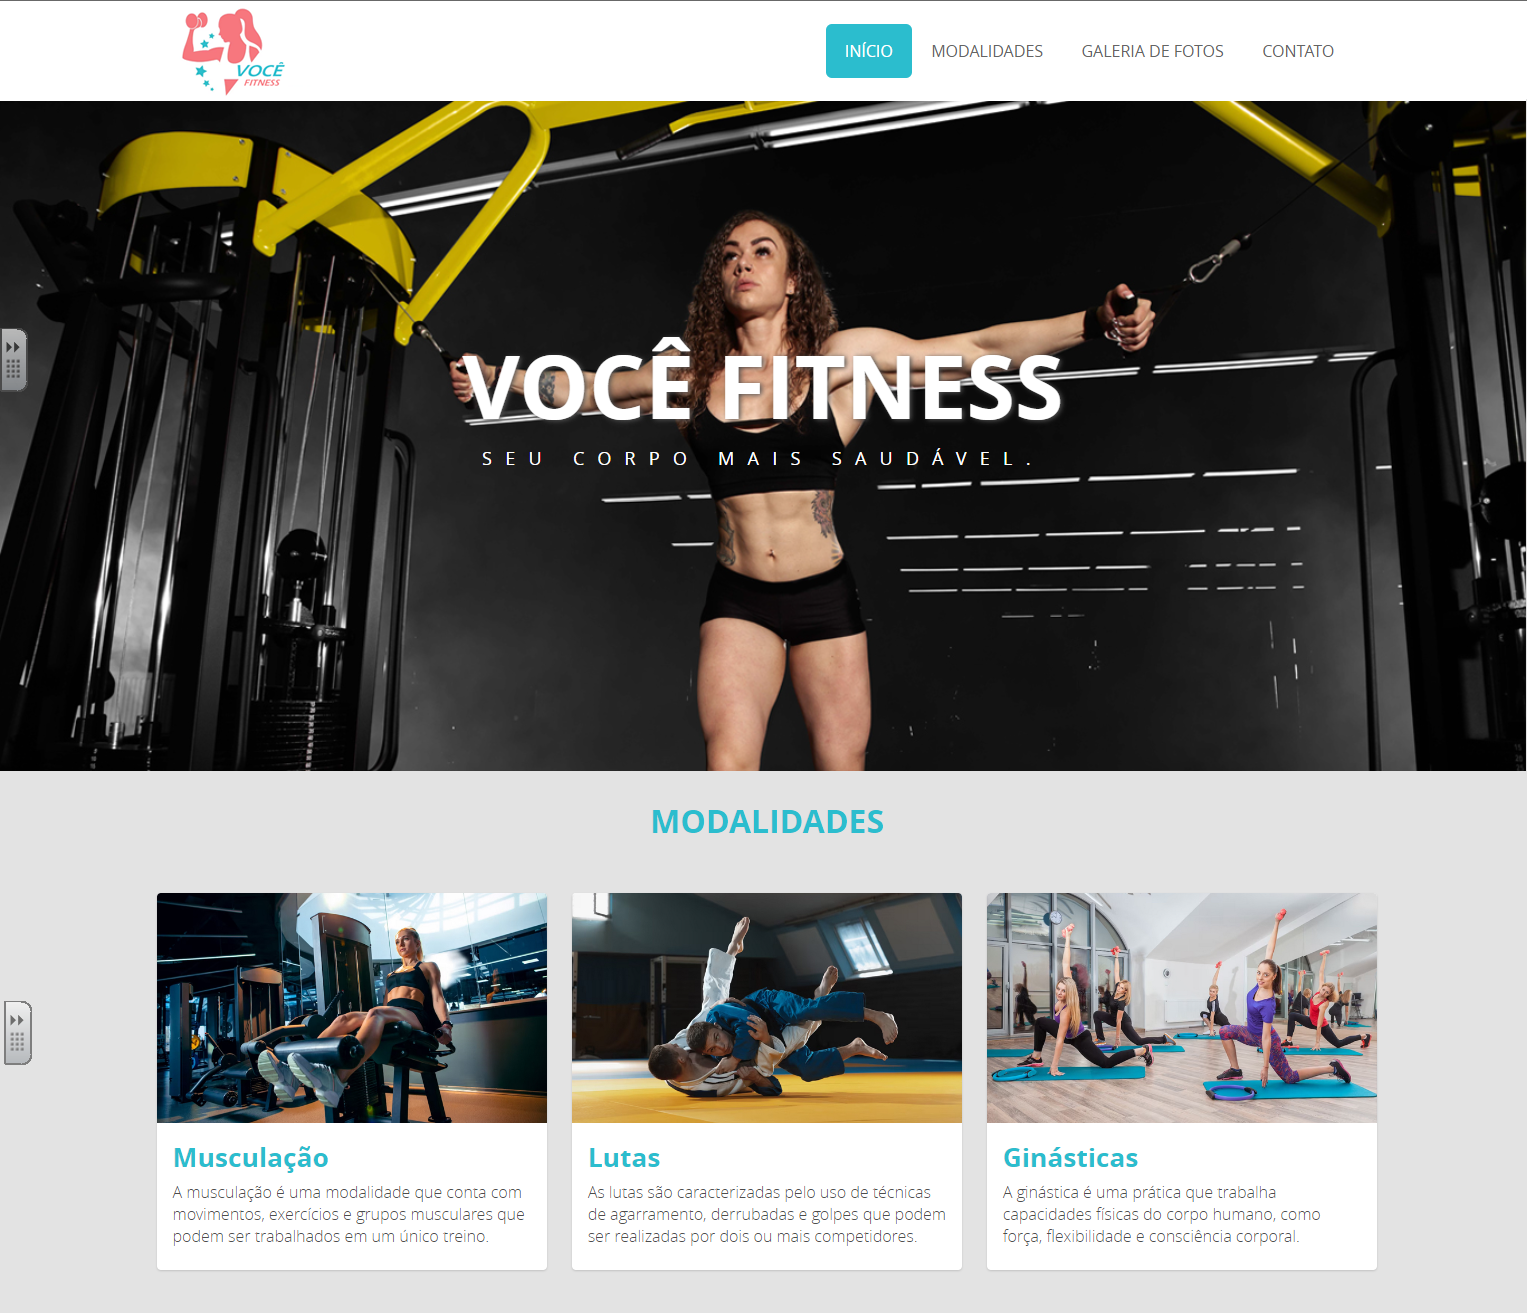 VOCÊ
FITNESS
INÍCIO MODALIDADES GALERIA DE FOTOS CONTATO
VOCÊ FITNESS
SEU CORPO MAIS SAUDÁVEL.
MODALIDADES
Musculação
A musculação é uma modalidade que conta com
movimentos, exercícios e grupos musculares que
podem ser trabalhados em um único treino.
Lutas
As lutas são caracterizadas pelo uso de técnicas
de agarramento, derrubadas e golpes que podem
ser realizadas por dois ou mais competidores.
Ginásticas
A ginástica é uma prática que trabalha
capacidades físicas do corpo humano, como
força, flexibilidade e consciência corporal.